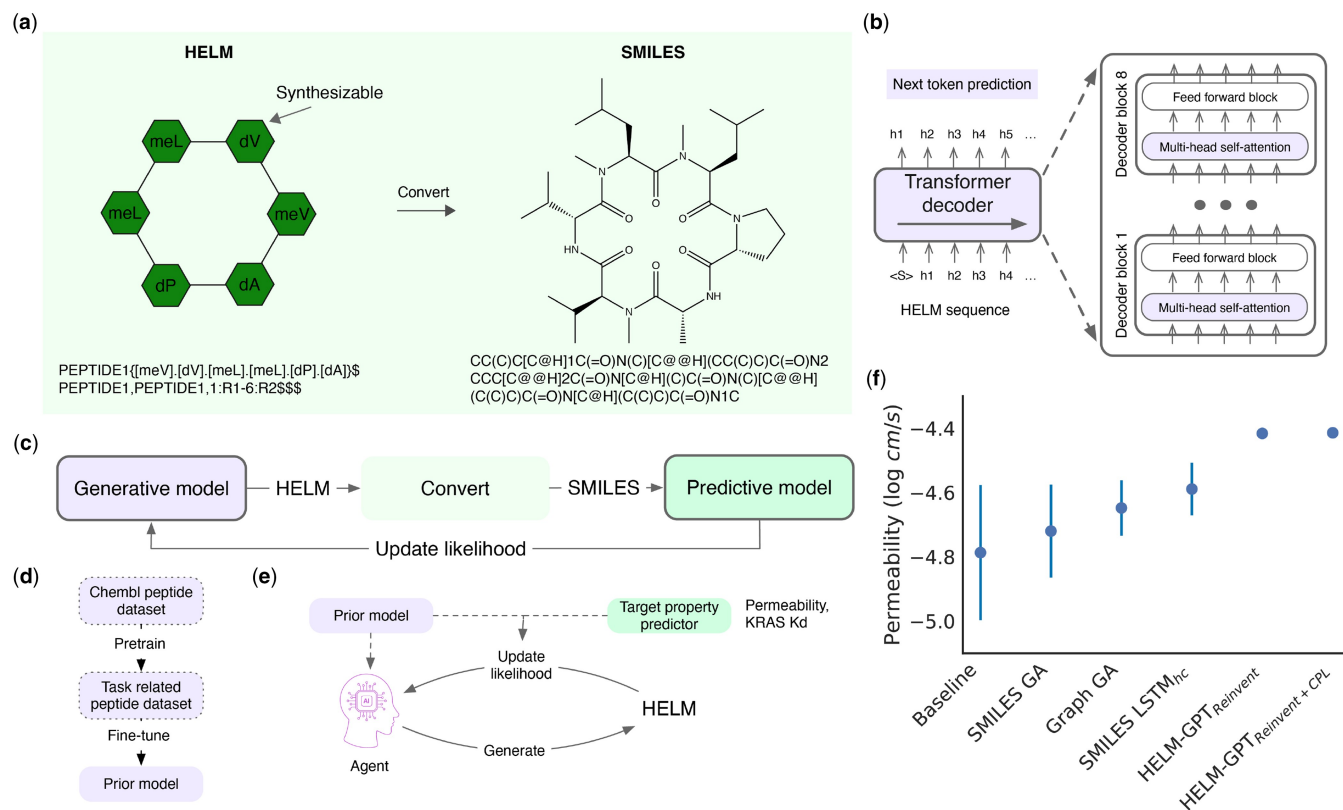 (a)
HELM
SMILES
Synthesizable
meL
dV
meL
meV
dP
dA
Convert
N
N
O
O
O
O
N
HN
O
O
N
NH
PEPTIDE1{[meV].[dV].[meL].[meL].[dP].[dA]}$
PEPTIDE1,PEPTIDE1,1:R1-6:R2$$$
CC(C)C[C@H]1C(=O)N(C)[C@@H](CC(C)C)C(=O)N2
CCC[C@@H]2C(=O)N[C@H](C)C(=O)N(C)[C@@H]
(C(C)C)C(=O)N[C@H](C(C)C)C(=O)N1C
(b)
Next token prediction
h1 h2 h3 h4 h5 ...
Transformer
decoder
<S> h1 h2 h3 h4 ...
HELM sequence
Decoder block 8
Feed forward block
Multi-head self-attention
Decoder block 1
Feed forward block
Multi-head self-attention
(c)
Generative model
HELM
Convert
SMILES
Predictive model
Update likelihood
(d)
Chembl peptide
dataset
Pretrain
Task related
peptide dataset
Fine-tune
Prior model
(e)
Prior model
Target property
predictor
Permeability,
KRAS Kd
Update
likelihood
AI
HELM
Generate
Agent
(f)
Permeability (log cm/s)
−4.4
−4.6
−4.8
−5.0
Baseline
SMILES GA
Graph GA
SMILES LSTMhc
HELM-GPTReinvent
HELM-GPTReinvent + CPL